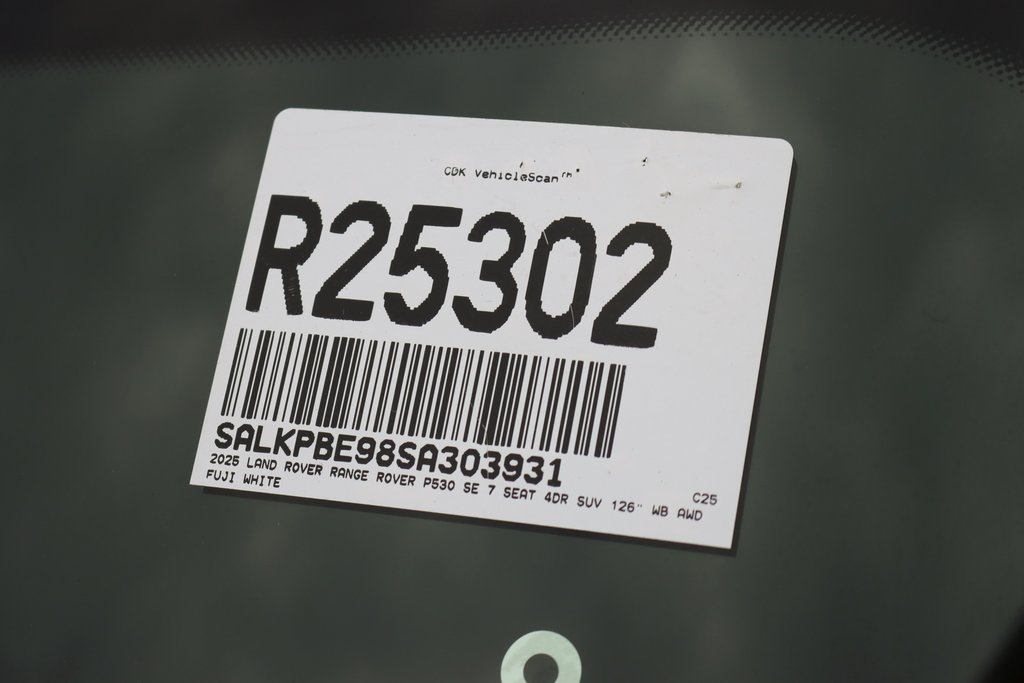 CDK VehicleScan™
R25302
SALKPBE98SA303931
C25
2025 LAND ROVER RANGE ROVER P530 SE 7 SEAT 4DR SUV 126" WB AWD
FUJI WHITE